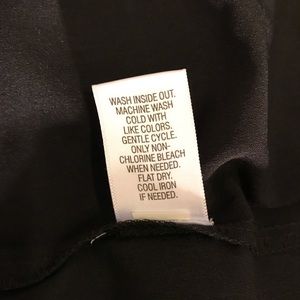 WASH INSIDE OUT.
MACHINE WASH
COLD WITH
LIKE COLORS.
GENTLE CYCLE.
ONLY NON-
CHLORINE BLEACH
WHEN NEEDED.
FLAT DRY.
COOL IRON
IF NEEDED.